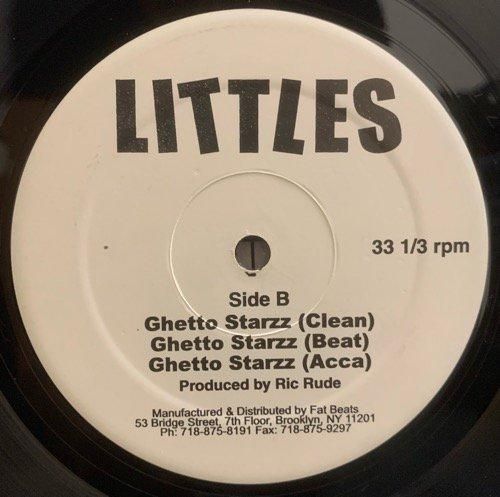 LITTLES
33 1/3 rpm
Side B
Ghetto Starzz (Clean)
Ghetto Starzz (Beat)
Ghetto Starzz (Acca)
Produced by Ric Rude
Manufactured & Distributed by Fat Beats
53 Bridge Street, 7th Floor, Brooklyn, NY 11201
Ph: 718-875-8191 Fax: 718-875-9297